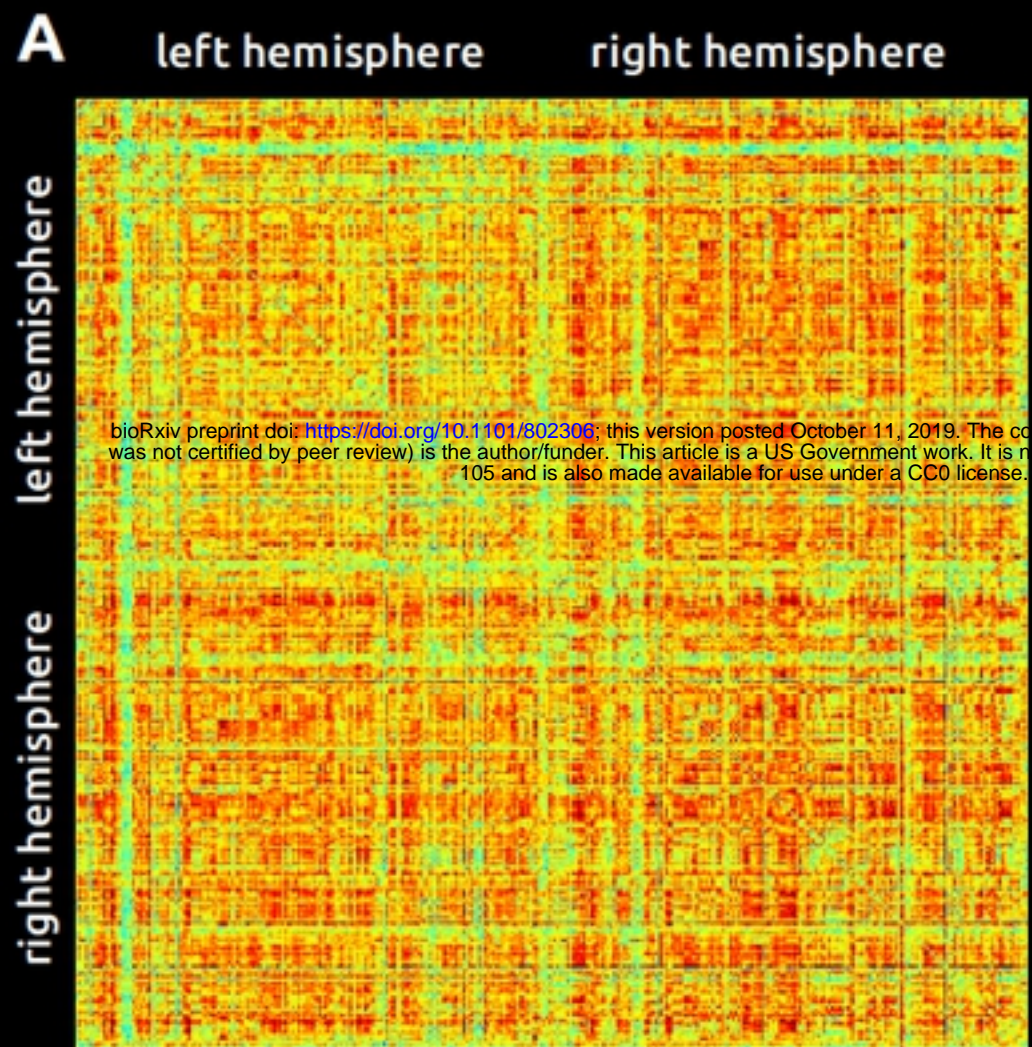 A
left hemisphere right hemisphere
left hemisphere
bioRxiv preprint doi: https://doi.org/10.1101/802306; this version posted October 11, 2019. The
was not certified by peer review) is the author/funder. This article is a US Government work. It is
105 and is also made available for use under a CC0 license.
right hemisphere